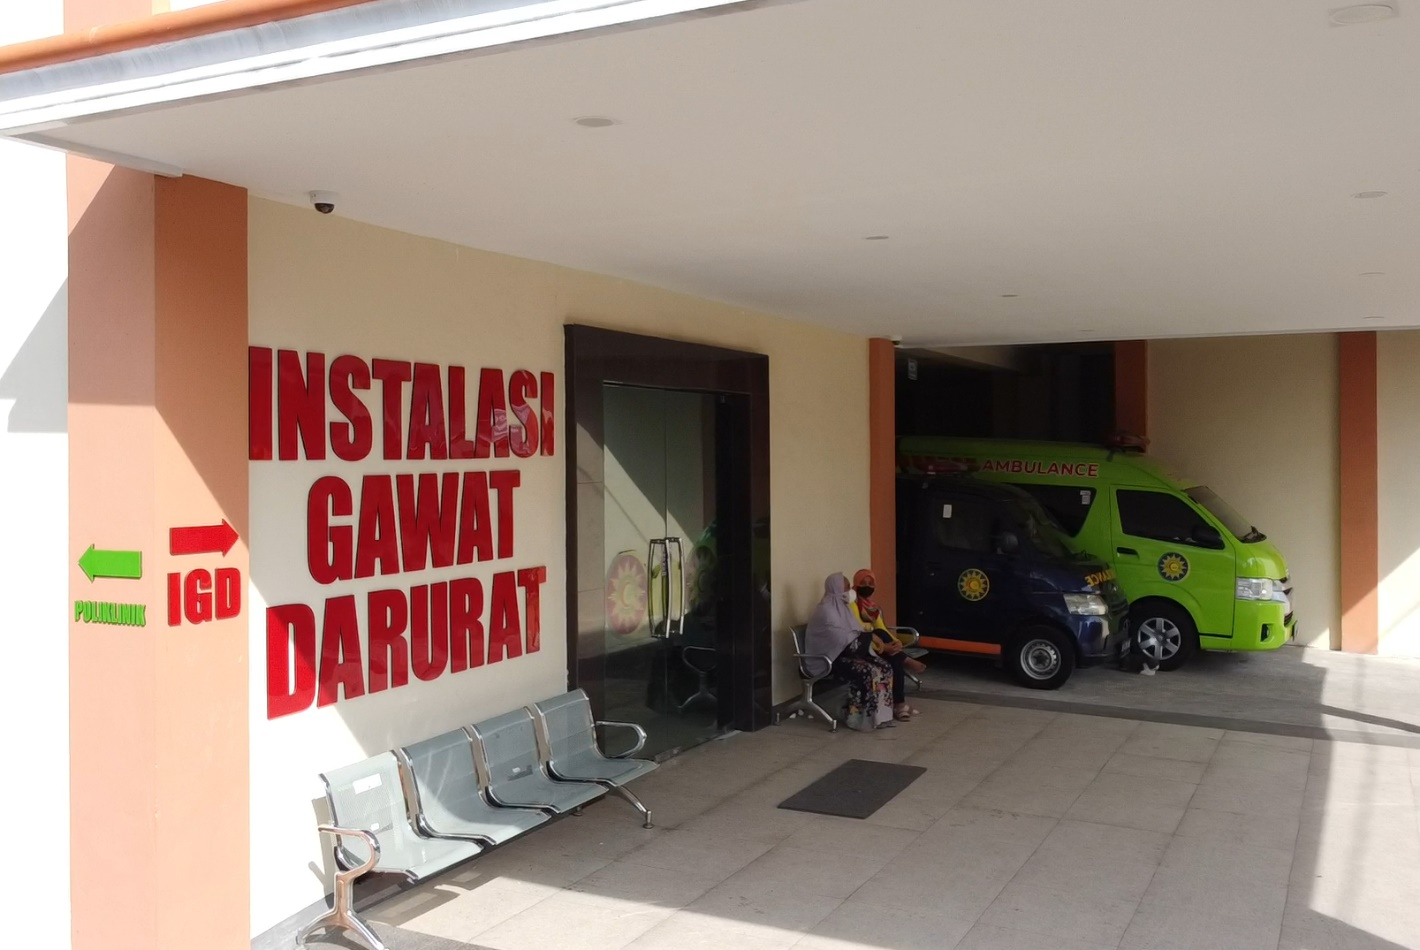 INSTALASI
GAWAT
DARURAT
POLIKLINIK
IGD
AMBULANCE